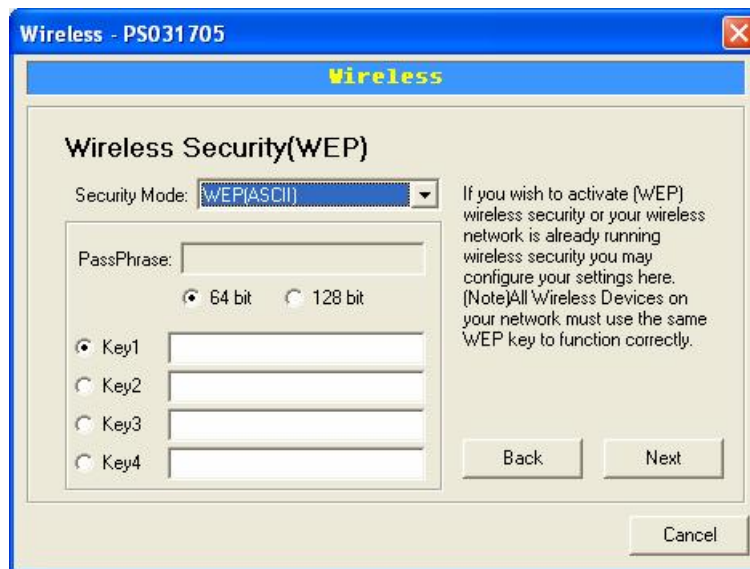 Wireless - PS031705
Wireless
Wireless Security(WEP)
Security Mode: WEP(ASCII)
PassPhrase:
64 bit 128 bit
Key1
Key2
Key3
Key4
If you wish to activate (WEP)
wireless security or your wireless
network is already running
wireless security you may
configure your settings here.
(Note)All Wireless Devices on
your network must use the same
WEP key to function correctly.
Back Next
Cancel